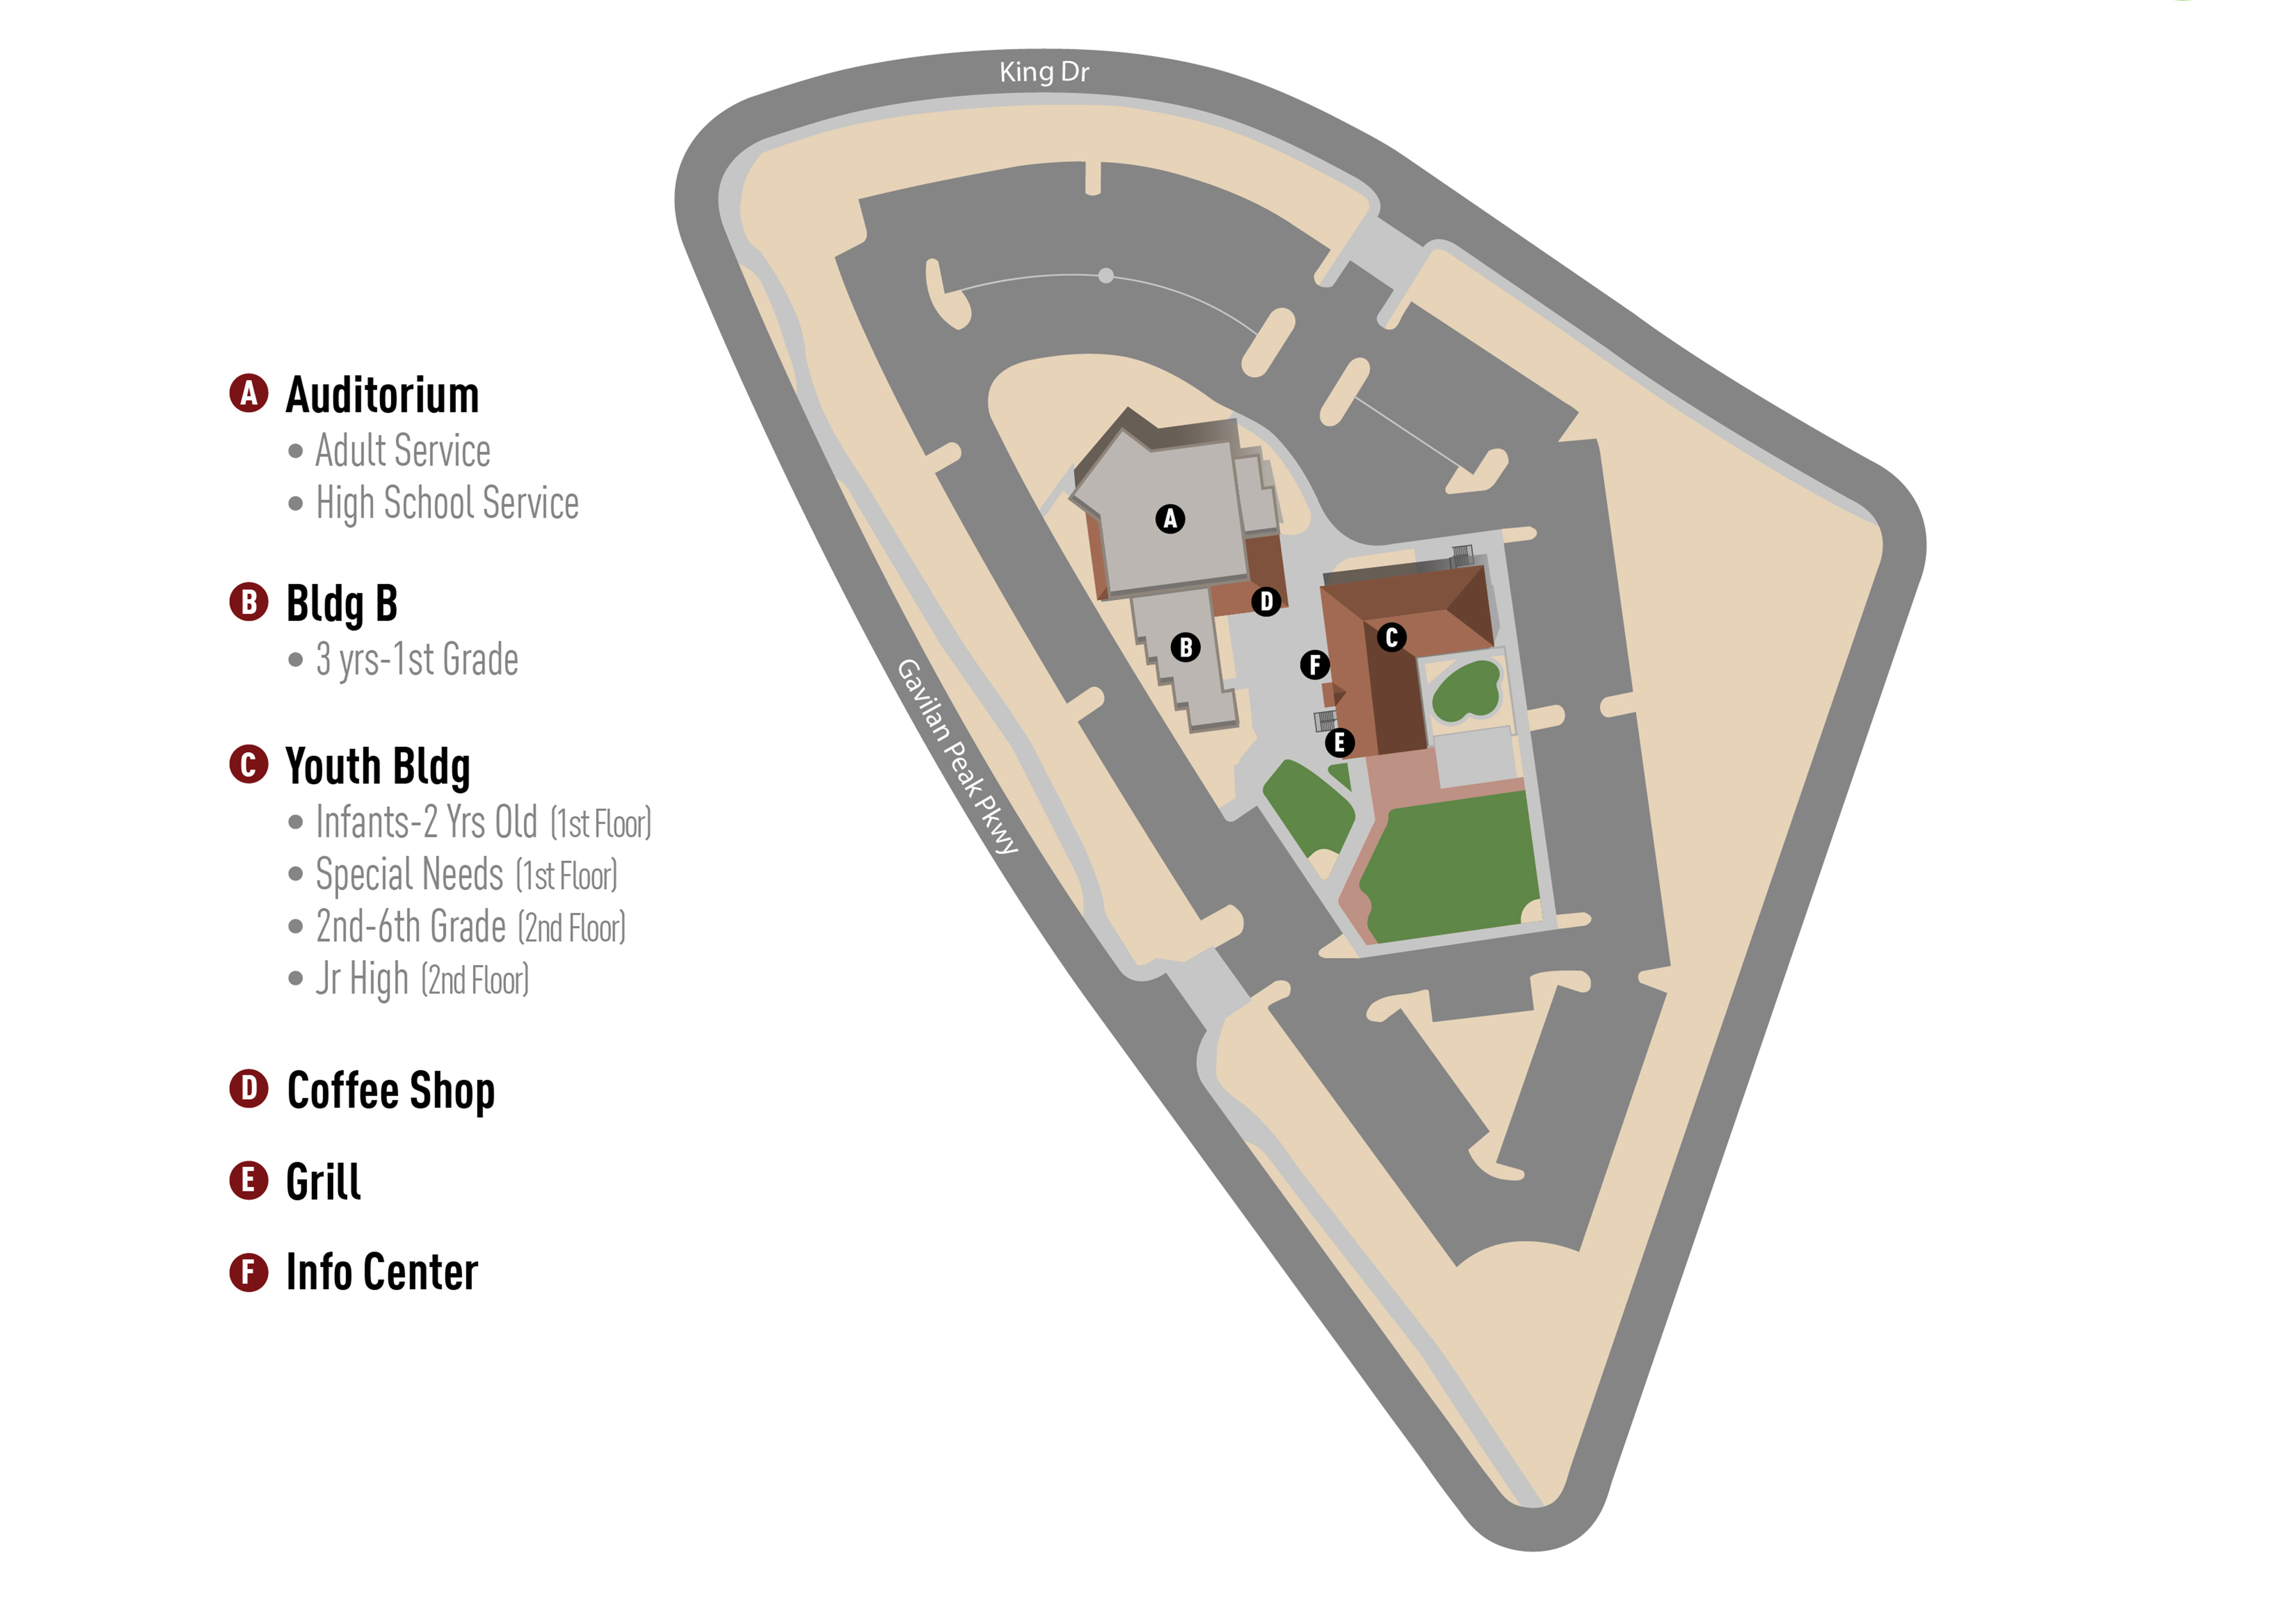 King Dr
A Auditorium
• Adult Service
• High School Service
B Bldg B
• 3 yrs-1st Grade
C Youth Bldg
• Infants-2 Yrs Old (1st Floor)
• Special Needs (1st Floor)
• 2nd-6th Grade (2nd Floor)
• Jr High (2nd Floor)
D Coffee Shop
E Grill
F Info Center
A
D
C
B
F
E
Gavilan Peak Pkwy